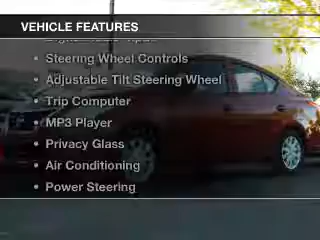 VEHICLE FEATURES
• Steering Wheel Controls
• Adjustable Tilt Steering Wheel
• Trip Computer
• MP3 Player
• Privacy Glass
• Air Conditioning
• Power Steering